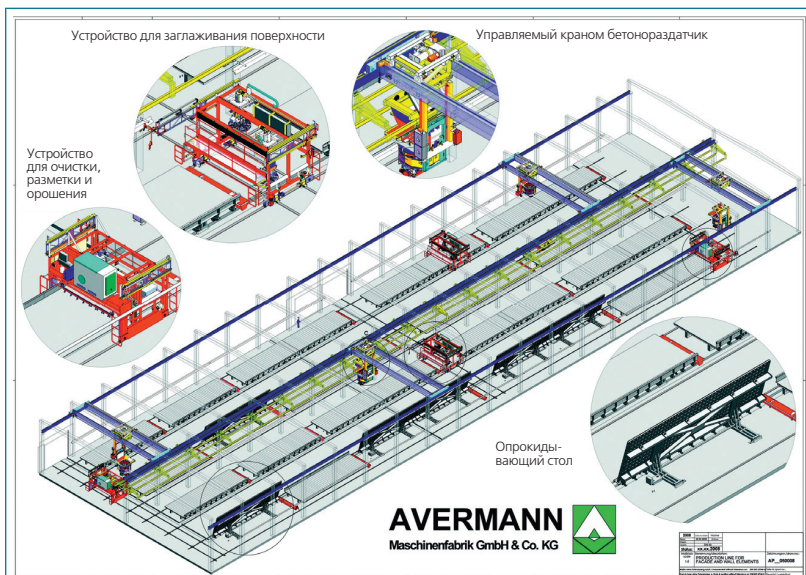 Устройство для заглаживания поверхности
Управляемый краном бетонораздатчик
Устройство
для очистки,
разметки и
орошения
Опрокиды-
вающий стол
AVERMANN
Maschinenfabrik GmbH & Co. KG
PRODUCTION LINE FOR
FACADE AND WALL ELEMENTS